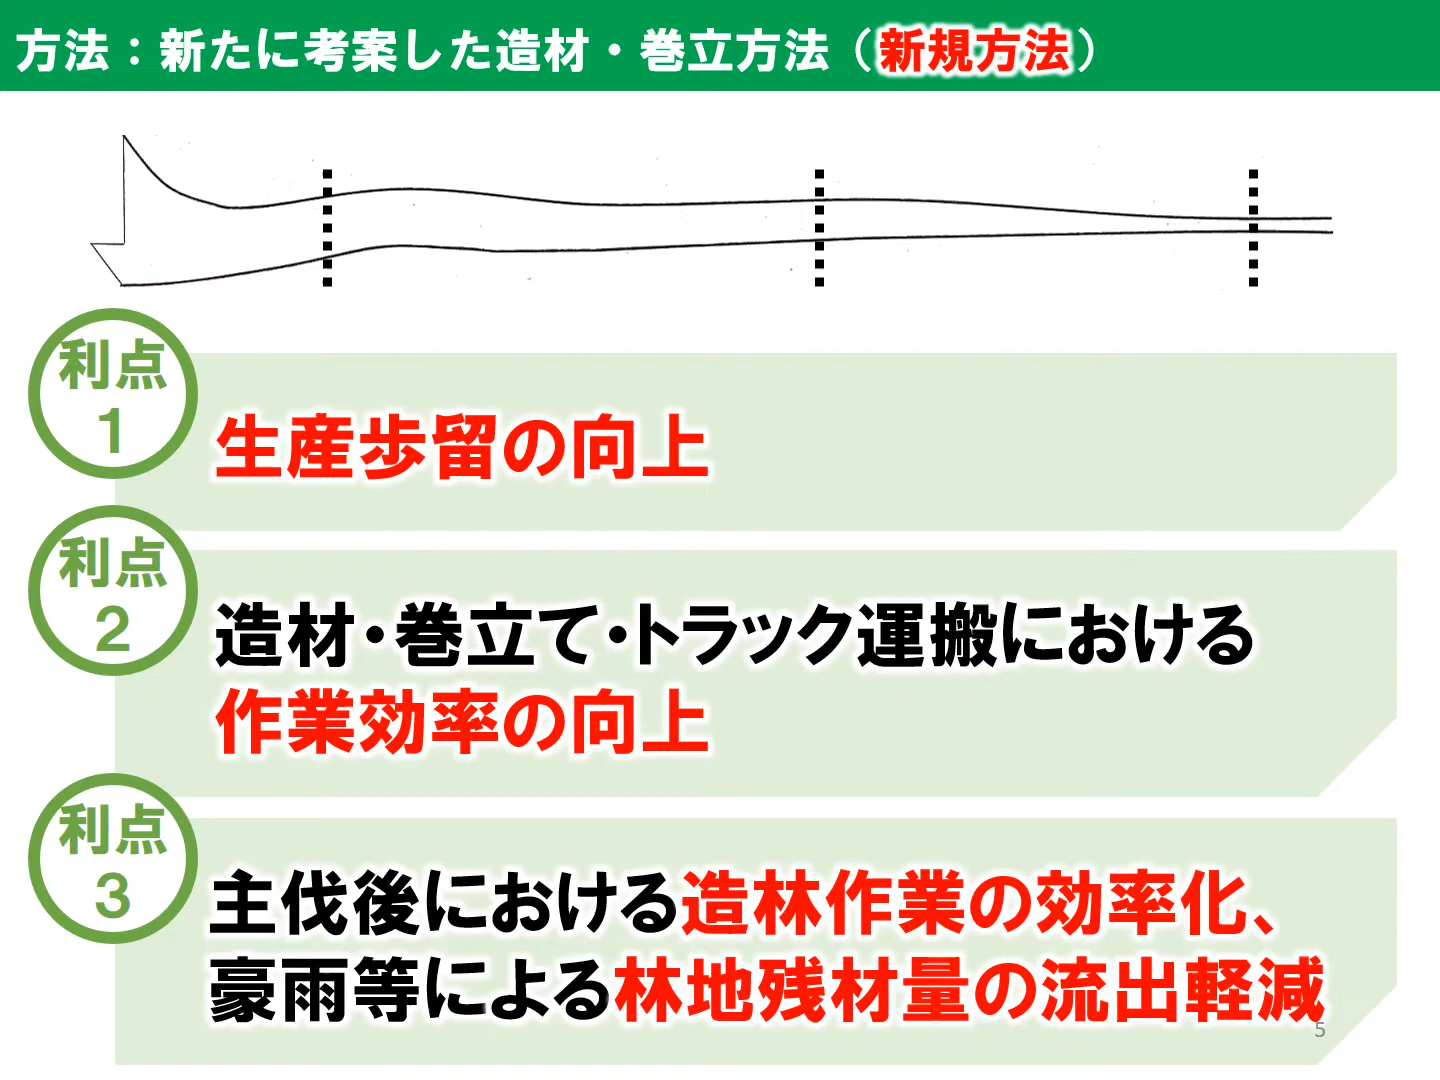 方法：新たに考案した造材・巻立方法（新規方法）
利点
1
生産歩留の向上
利点
2
造材・巻立て・トラック運搬における
作業効率の向上
利点
3
主伐後における造林作業の効率化、
豪雨等による林地残材量の流出軽減
5